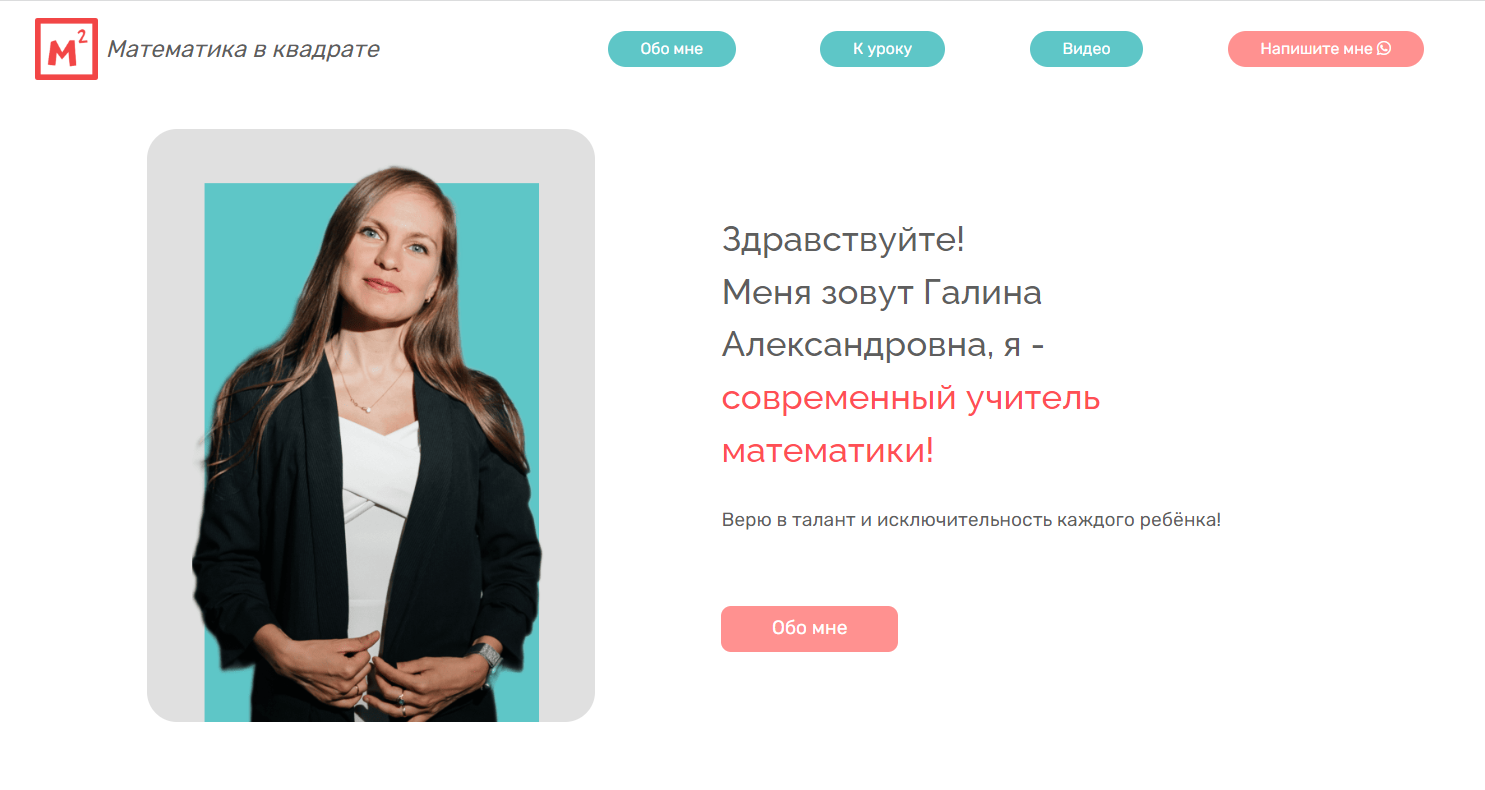 М²
Математика в квадрате
Обо мне
К уроку
Видео
Напишите мне
Здравствуйте!
Меня зовут Галина
Александровна, я -
современный учитель
математики!
Верю в талант и исключительность каждого ребёнка!
Обо мне